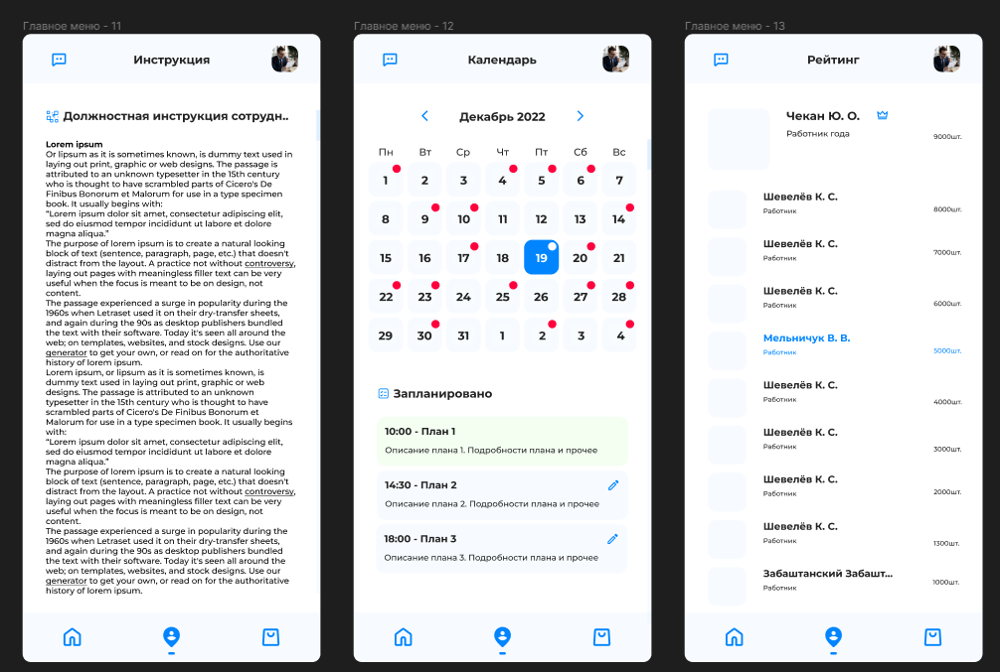 Главное меню - 11
Инструкция
Должностная инструкция сотрудн..
Lorem ipsum
Or lipsum as it is sometimes known, is dummy text used in
laying out print, graphic or web designs. The passage is
attributed to an unknown typesetter in the 15th century
who is thought to have scrambled parts of Cicero's De
Finibus Bonorum et Malorum for use in a type specimen
book. It usually begins with:
"Lorem ipsum dolor sit amet, consectetur adipiscing elit,
sed do eiusmod tempor incididunt ut labore et dolore
magna aliqua."
The purpose of lorem ipsum is to create a natural looking
block of text (sentence, paragraph, page, etc.) that doesn't
distract from the layout. A practice not without controversy,
laying out pages with meaningless filler text can be very
useful when the focus is meant to be on design, not
content.
The passage experienced a surge in popularity during the
1960s when Letraset used it on their dry-transfer sheets,
and again during the 90s as desktop publishers bundled
the text with their software. Today it's seen all around the
web; on templates, websites, and stock designs. Use our
generator to get your own, or read on for the authoritative
history of lorem ipsum.
Lorem ipsum, or lipsum as it is sometimes known, is
dummy text used in laying out print, graphic or web
designs. The passage is attributed to an unknown
typesetter in the 15th century who is thought to have
scrambled parts of Cicero's De Finibus Bonorum et
Malorum for use in a type specimen book. It usually begins
with:
"Lorem ipsum dolor sit amet, consectetur adipiscing elit,
sed do eiusmod tempor incididunt ut labore et dolore
magna aliqua."
The purpose of lorem ipsum is to create a natural looking
block of text (sentence, paragraph, page, etc.) that doesn't
distract from the layout. A practice not without controversy,
laying out pages with meaningless filler text can be very
useful when the focus is meant to be on design, not
content.
The passage experienced a surge in popularity during the
1960s when Letraset used it on their dry-transfer sheets,
and again during the 90s as desktop publishers bundled
the text with their software. Today it's seen all around the
web; on templates, websites, and stock designs. Use our
generator to get your own, or read on for the authoritative
history of lorem ipsum.
Главное меню - 12
Календарь
Декабрь 2022
Пн Вт Ср Чт Пт Сб Вс
1 2 3 4 5 6 7
8 9 10 11 12 13 14
15 16 17 18 19 20 21
22 23 24 25 26 27 28
29 30 31 1 2 3 4
Запланировано
10:00 - План 1
Описание плана 1. Подробности плана и прочее
14:30 - План 2
Описание плана 2. Подробности плана и прочее
18:00 - План 3
Описание плана 3. Подробности плана и прочее
Главное меню - 13
Рейтинг
Чекан Ю. О.
Работник года
9000шт.
Шевелёв К. С.
Работник
8000шт.
Шевелёв К. С.
Работник
7000шт.
Шевелёв К. С.
Работник
6000шт.
Мельничук В. В.
Работник
5000шт.
Шевелёв К. С.
Работник
4000шт.
Шевелёв К. С.
Работник
3000шт.
Шевелёв К. С.
Работник
2000шт.
Шевелёв К. С.
Работник
1300шт.
Забаштанский Забашт...
Работник
1000шт.